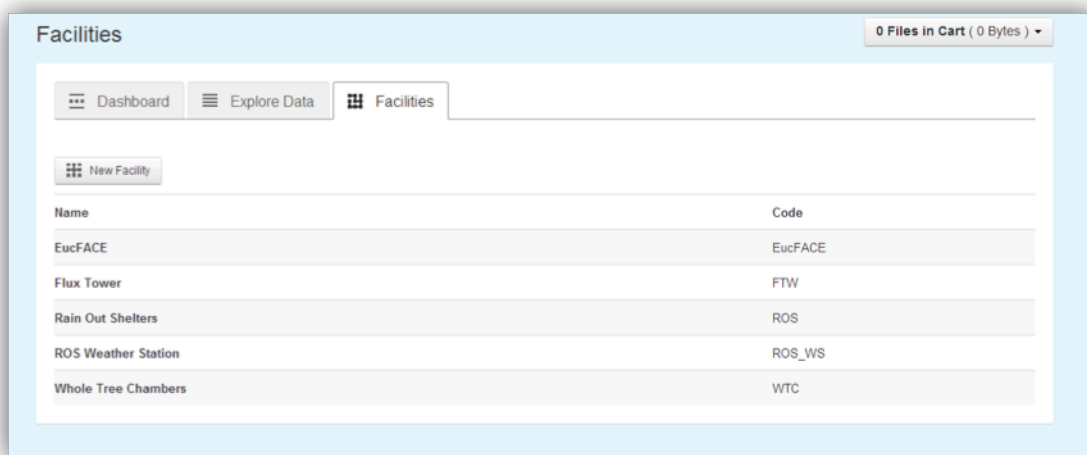 Facilities
0 Files in Cart ( 0 Bytes )
Dashboard Explore Data Facilities
New Facility
Name Code
EucFACE EucFACE
Flux Tower FTW
Rain Out Shelters ROS
ROS Weather Station ROS_WS
Whole Tree Chambers WTC